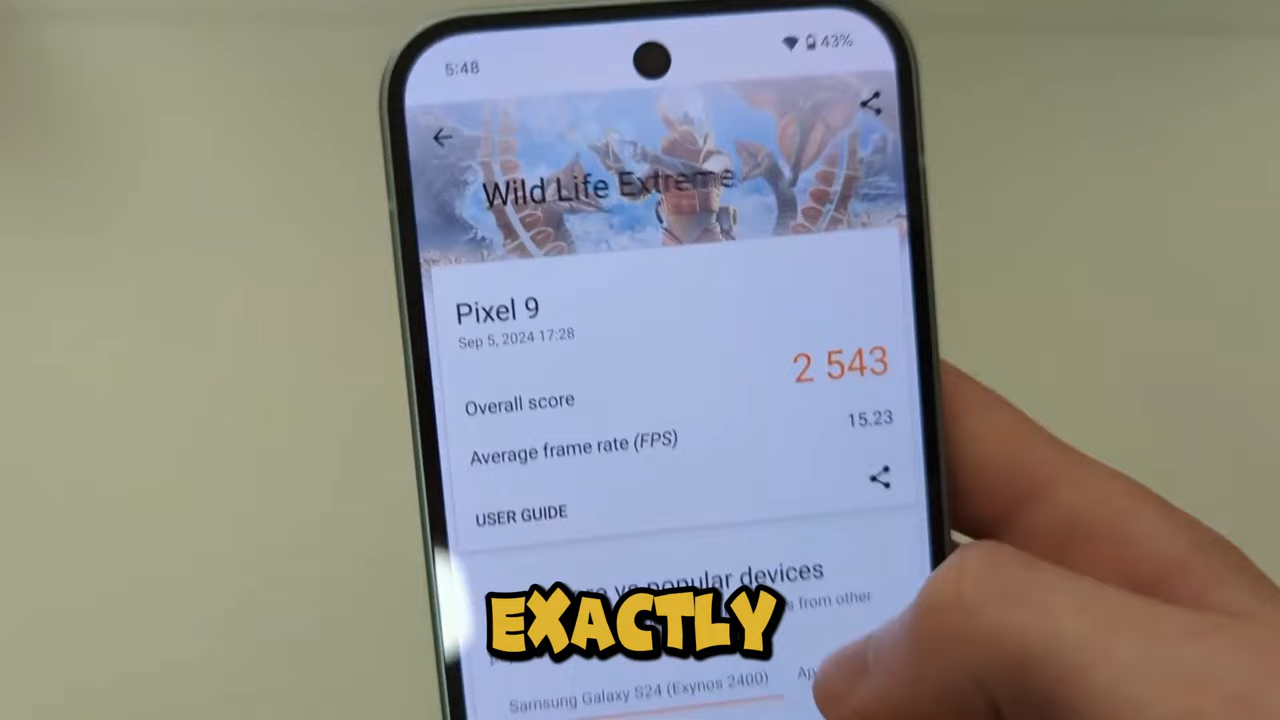 5:48
43%
Wild Life Extreme
Pixel 9
Sep 5, 2024 17:28
2 543
Overall score
15.23
Average frame rate (FPS)
USER GUIDE
vs popular devices
from other
EXACTLY
Samsung Galaxy S24 (Exynos 2400)